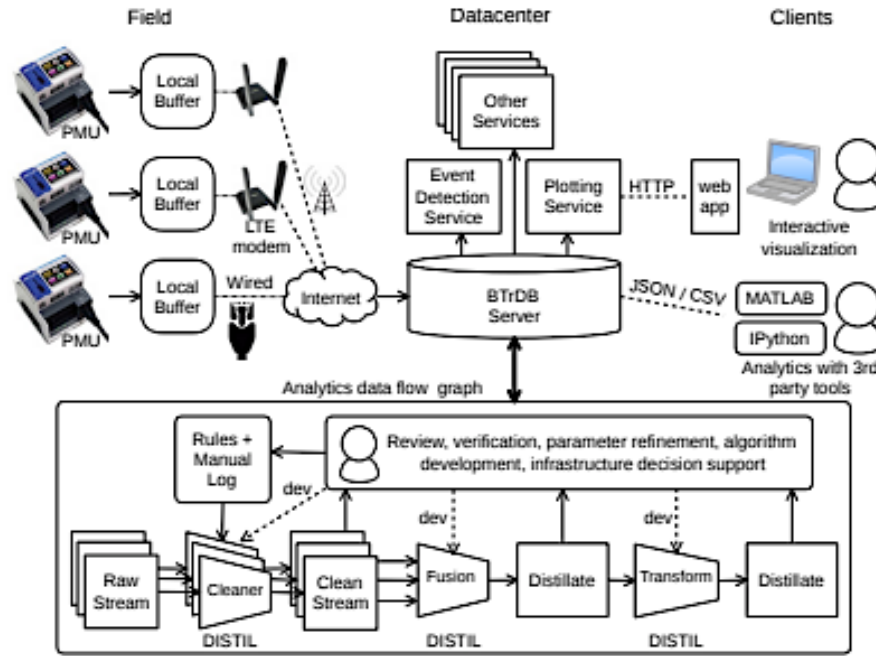 Field
Datacenter
Clients
PMU
Local
Buffer
PMU
Local
Buffer
LTE
modem
PMU
Local
Buffer
Wired
Internet
Other
Services
Event
Detection
Service
Plotting
Service
HTTP
web
app
Interactive
visualization
BTrDB
Server
JSON / CSV
MATLAB
IPython
Analytics with 3rd
party tools
Analytics data flow graph
Rules +
Manual
Log
Review, verification, parameter refinement, algorithm
development, infrastructure decision support
dev
dev
dev
Raw
Stream
Cleaner
Clean
Stream
Fusion
Distillate
Transform
Distillate
DISTIL
DISTIL
DISTIL